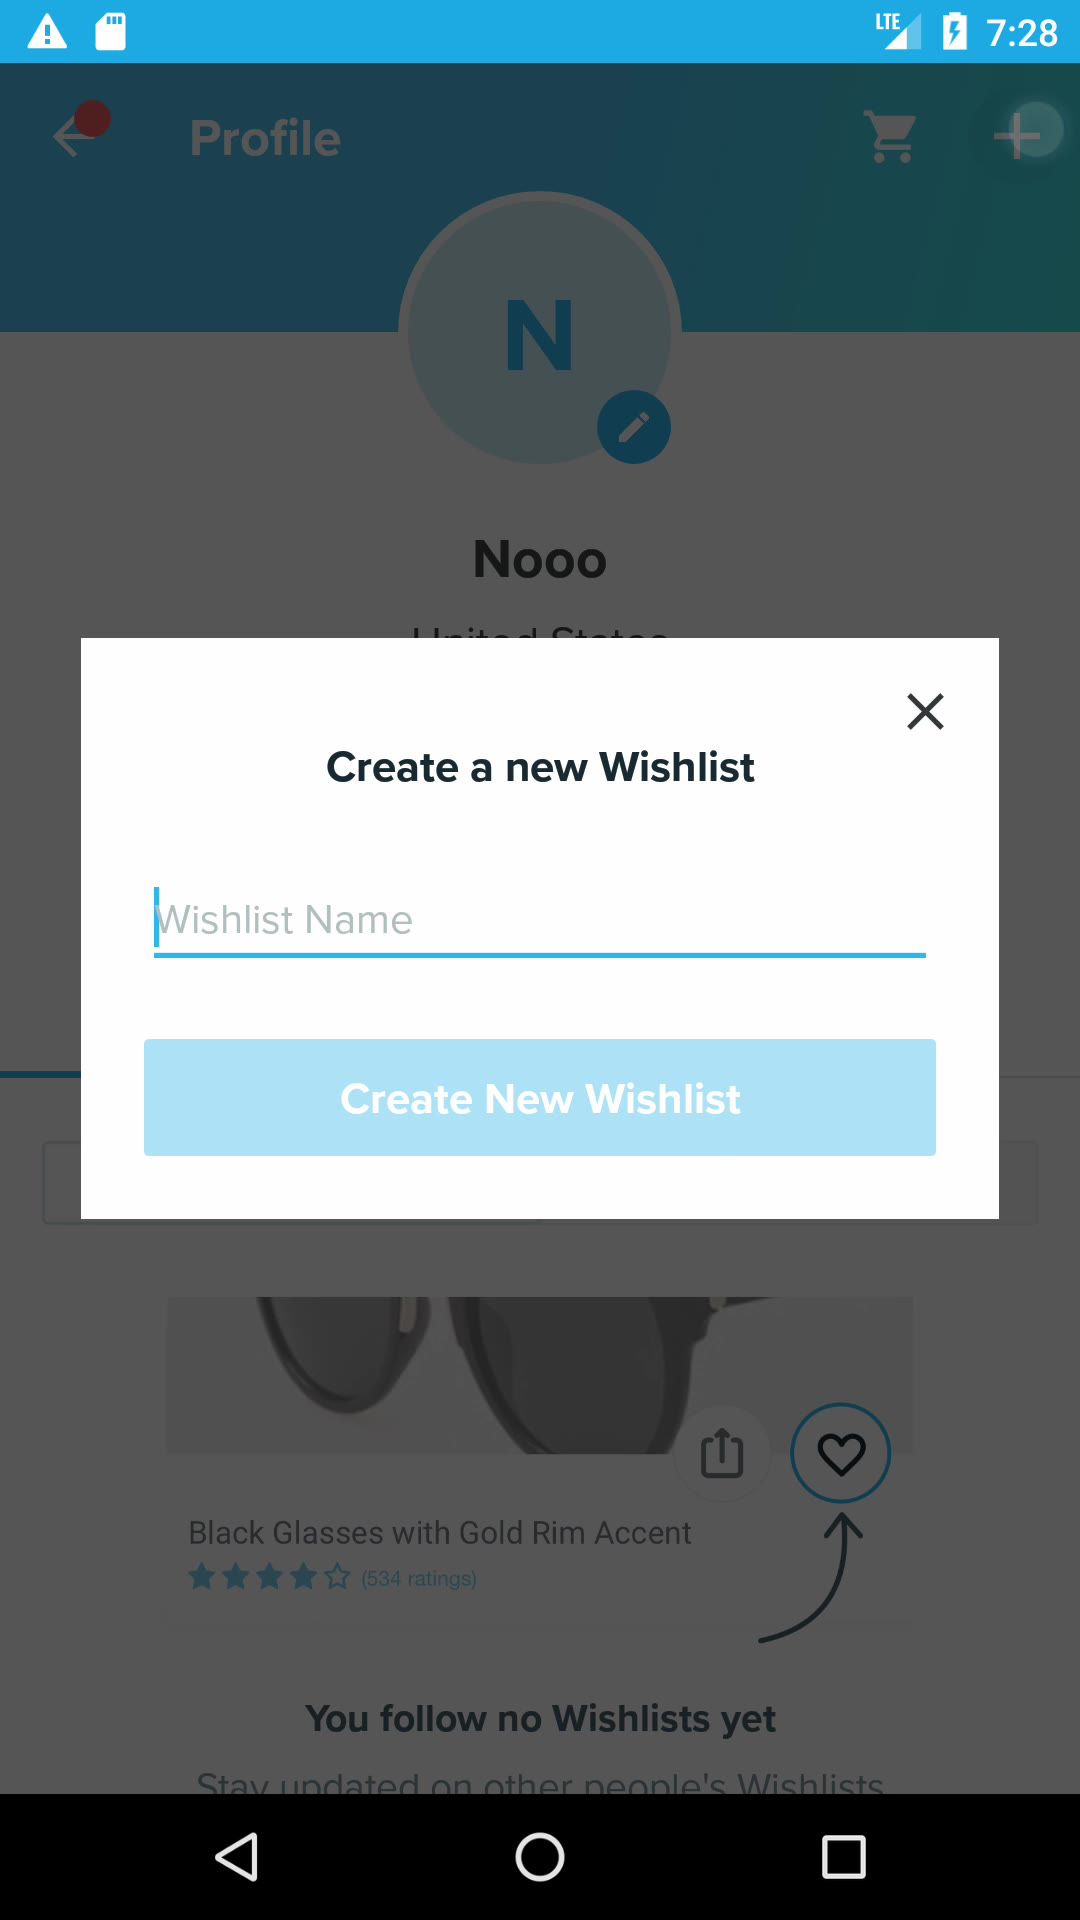 LTE 7:28
Profile
N
Nooo
United States
Create a new Wishlist
Wishlist Name
Create New Wishlist
Black Glasses with Gold Rim Accent
(534 ratings)
You follow no Wishlists yet
Stay updated on other people's Wishlists